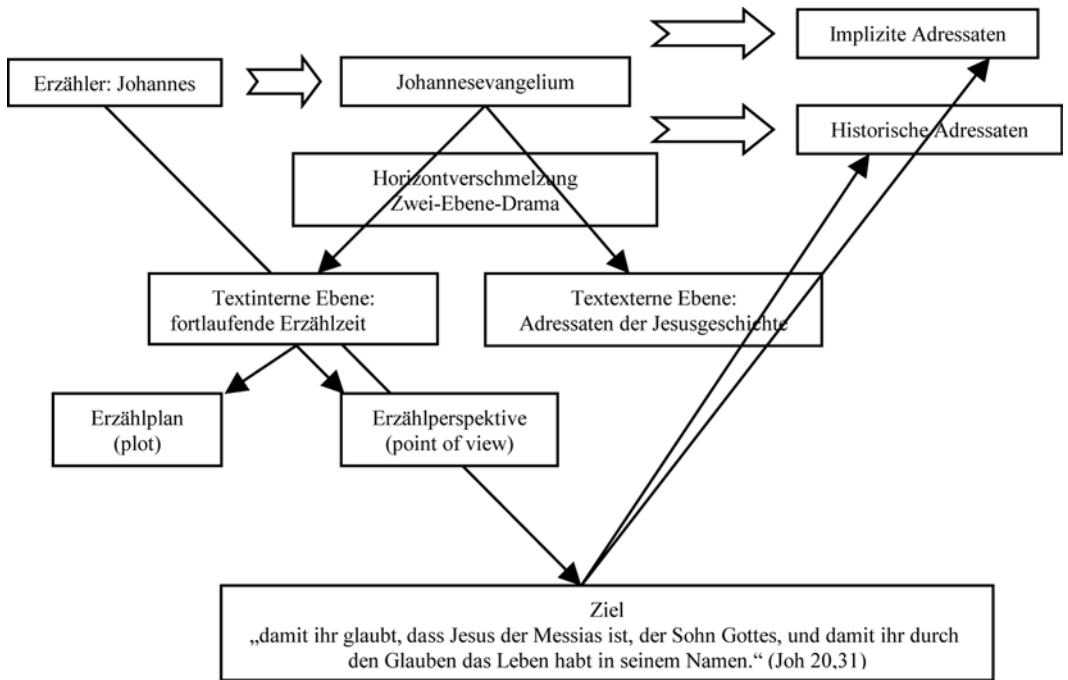 Implizite Adressaten
Erzähler: Johannes
Johannesevangelium
Historische Adressaten
Horizontverschmelzung
Zwei-Ebene-Drama
Textinterne Ebene:
fortlaufende Erzählzeit
Textexterne Ebene:
Adressaten der Jesusgeschichte
Erzählplan
(plot)
Erzählperspektive
(point of view)
Ziel
„damit ihr glaubt, dass Jesus der Messias ist, der Sohn Gottes, und damit ihr durch
den Glauben das Leben habt in seinem Namen.“ (Joh 20,31)